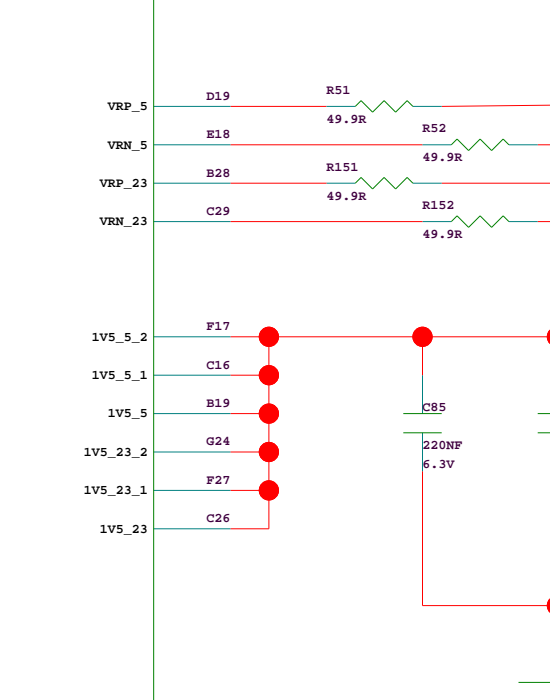 D19
R51
VRP_5
49.9R
E18
R52
VRN_5
49.9R
B28
R151
VRP_23
49.9R
C29
R152
VRN_23
49.9R
F17
1V5_5_2
C16
1V5_5_1
B19
C85
1V5_5
G24
220NF
1V5_23_2
6.3V
F27
1V5_23_1
C26
1V5_23